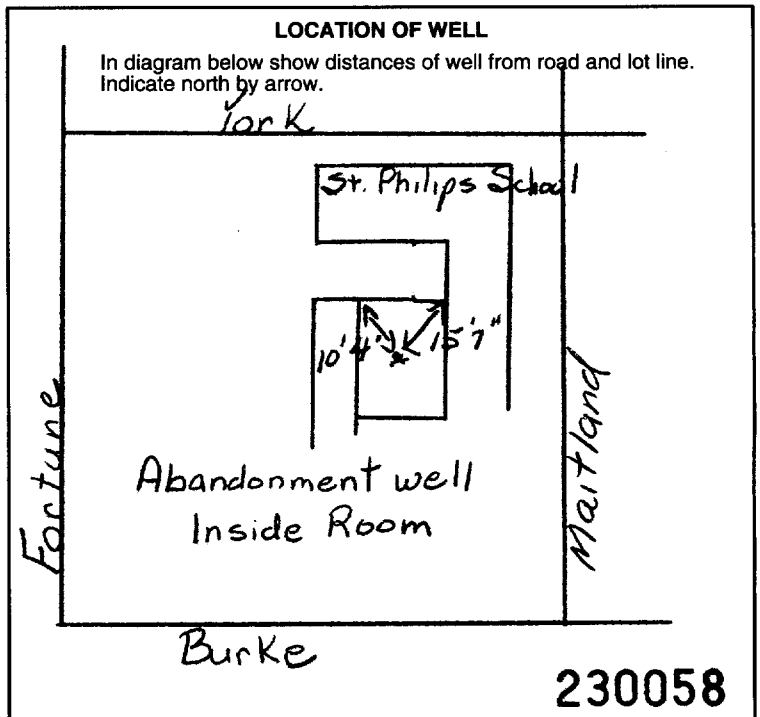 LOCATION OF WELL
In diagram below show distances of well from road and lot line.
Indicate north by arrow.
York
St. Philips School
10' 4" 15' 7"
Fortune
Maitland
Abandonment well
Inside Room
Burke
230058